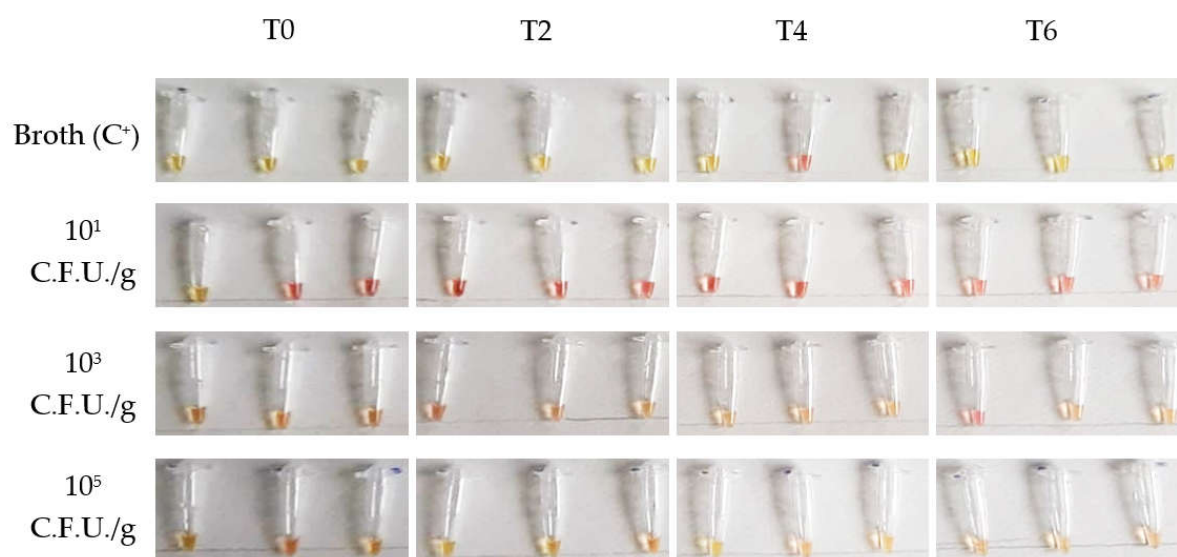 T0 T2 T4 T6
Broth (C⁺)
10¹
C.F.U./g
10³
C.F.U./g
10⁵
C.F.U./g